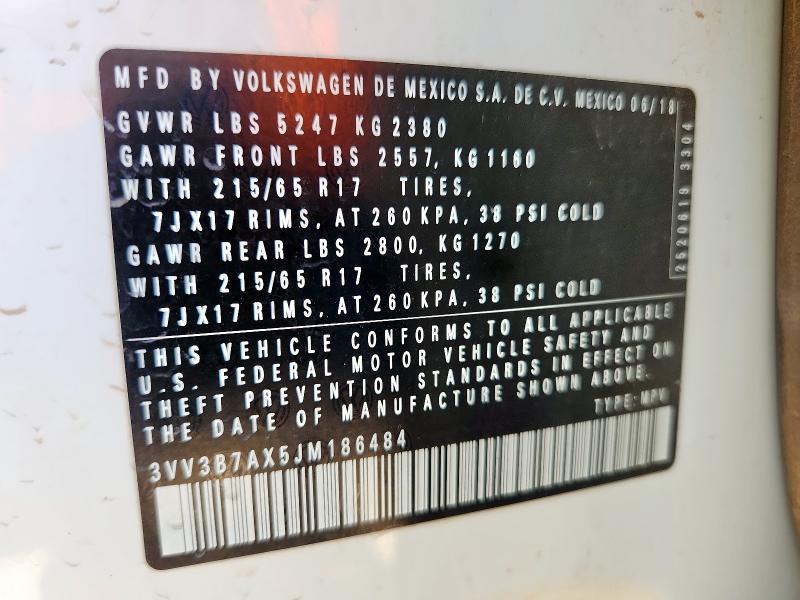 MFD BY VOLKSWAGEN DE MEXICO S.A. DE C.V. MEXICO 06/18
GVWR LBS 5247 KG 2380
GAWR FRONT LBS 2557, KG 1160
WITH 215/65 R17 TIRES,
7JX17 RIMS, AT 260 KPA, 38 PSI COLD
GAWR REAR LBS 2800, KG 1270
WITH 215/65 R17 TIRES,
7JX17 RIMS, AT 260 KPA, 38 PSI COLD
THIS VEHICLE CONFORMS TO ALL APPLICABLE
U.S. FEDERAL MOTOR VEHICLE SAFETY AND
THEFT PREVENTION STANDARDS IN EFFECT ON
THE DATE OF MANUFACTURE SHOWN ABOVE.
TYPE: MPV
3VV3B7AX5JM186484
2520619 3304